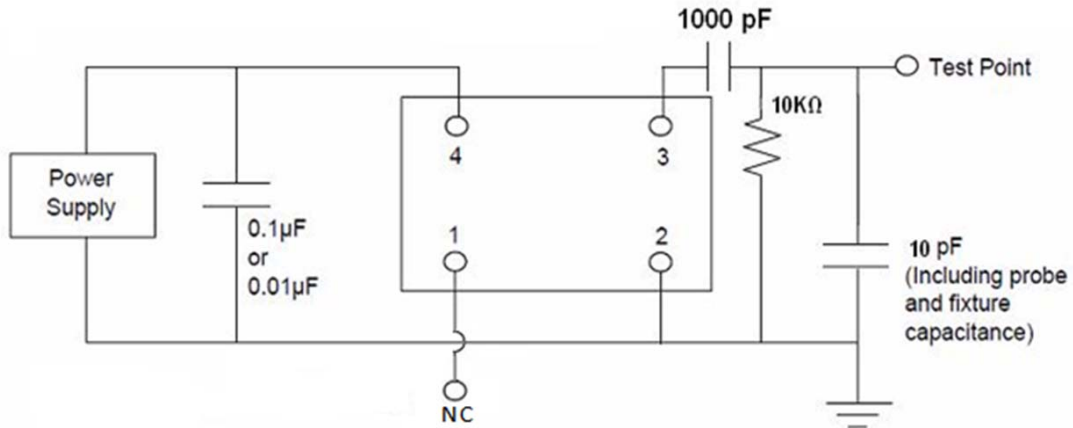 1000 pF
Test Point
10KΩ
4
3
Power
Supply
0.1µF
or
0.01µF
1
2
10 pF
(Including probe
and fixture
capacitance)
NC